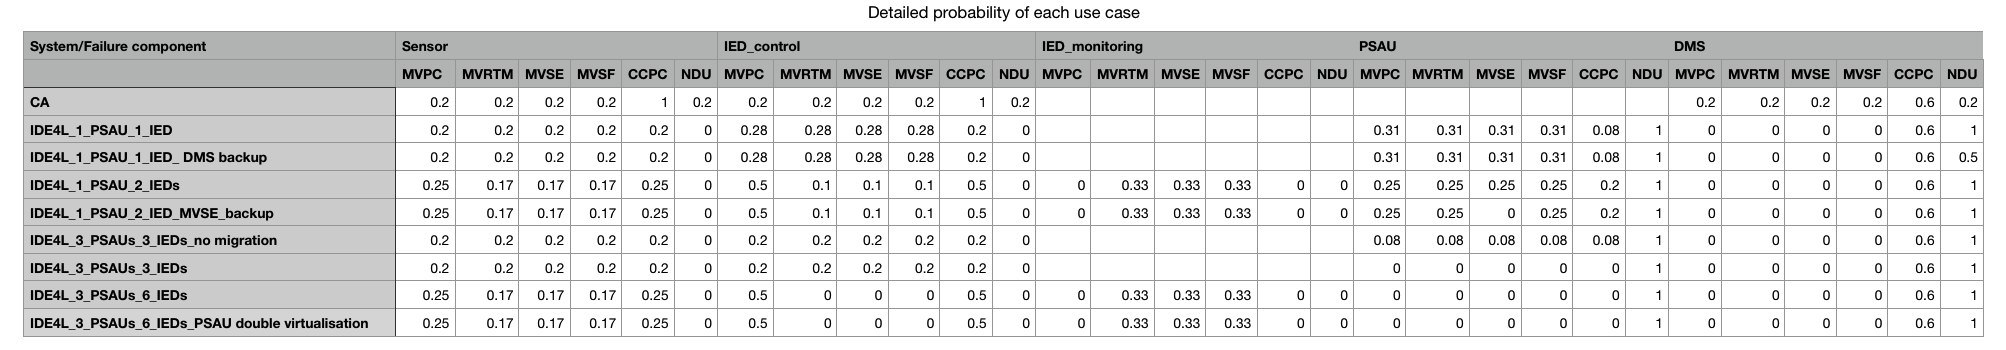 Detailed probability of each use case
System/Failure component Sensor IED_control IED_monitoring PSAU DMS
MVPC MVRTM MVSE MVSF CCPC NDU MVPC MVRTM MVSE MVSF CCPC NDU MVPC MVRTM MVSE MVSF CCPC NDU MVPC MVRTM MVSE MVSF CCPC NDU MVPC MVRTM MVSE MVSF CCPC NDU
CA 0.2 0.2 0.2 0.2 1 0.2 0.2 0.2 0.2 0.2 1 0.2 0.2 0.2 0.2 0.2 0.6 0.2
IDE4L_1_PSAU_1_IED 0.2 0.2 0.2 0.2 0.2 0 0.28 0.28 0.28 0.28 0.2 0 0.31 0.31 0.31 0.31 0.08 1 0 0 0 0 0.6 1
IDE4L_1_PSAU_1_IED_ DMS backup 0.2 0.2 0.2 0.2 0.2 0 0.28 0.28 0.28 0.28 0.2 0 0.31 0.31 0.31 0.31 0.08 1 0 0 0 0 0.6 0.5
IDE4L_1_PSAU_2_IEDs 0.25 0.17 0.17 0.17 0.25 0 0.5 0.1 0.1 0.1 0.5 0 0 0.33 0.33 0.33 0 0 0.25 0.25 0.25 0.25 0.2 1 0 0 0 0 0.6 1
IDE4L_1_PSAU_2_IED_MVSE_backup 0.25 0.17 0.17 0.17 0.25 0 0.5 0.1 0.1 0.1 0.5 0 0 0.33 0.33 0.33 0 0 0.25 0.25 0 0.25 0.2 1 0 0 0 0 0.6 1
IDE4L_3_PSAUs_3_IEDs_no migration 0.2 0.2 0.2 0.2 0.2 0 0.2 0.2 0.2 0.2 0.2 0 0.08 0.08 0.08 0.08 0.08 1 0 0 0 0 0.6 1
IDE4L_3_PSAUs_3_IEDs 0.2 0.2 0.2 0.2 0.2 0 0.2 0.2 0.2 0.2 0.2 0 0 0 0 0 0 1 0 0 0 0 0.6 1
IDE4L_3_PSAUs_6_IEDs 0.25 0.17 0.17 0.17 0.25 0 0.5 0 0 0 0.5 0 0 0.33 0.33 0.33 0 0 0 0 0 0 0 1 0 0 0 0 0.6 1
IDE4L_3_PSAUs_6_IEDs_PSAU double virtualisation 0.25 0.17 0.17 0.17 0.25 0 0.5 0 0 0 0.5 0 0 0.33 0.33 0.33 0 0 0 0 0 0 0 1 0 0 0 0 0.6 1